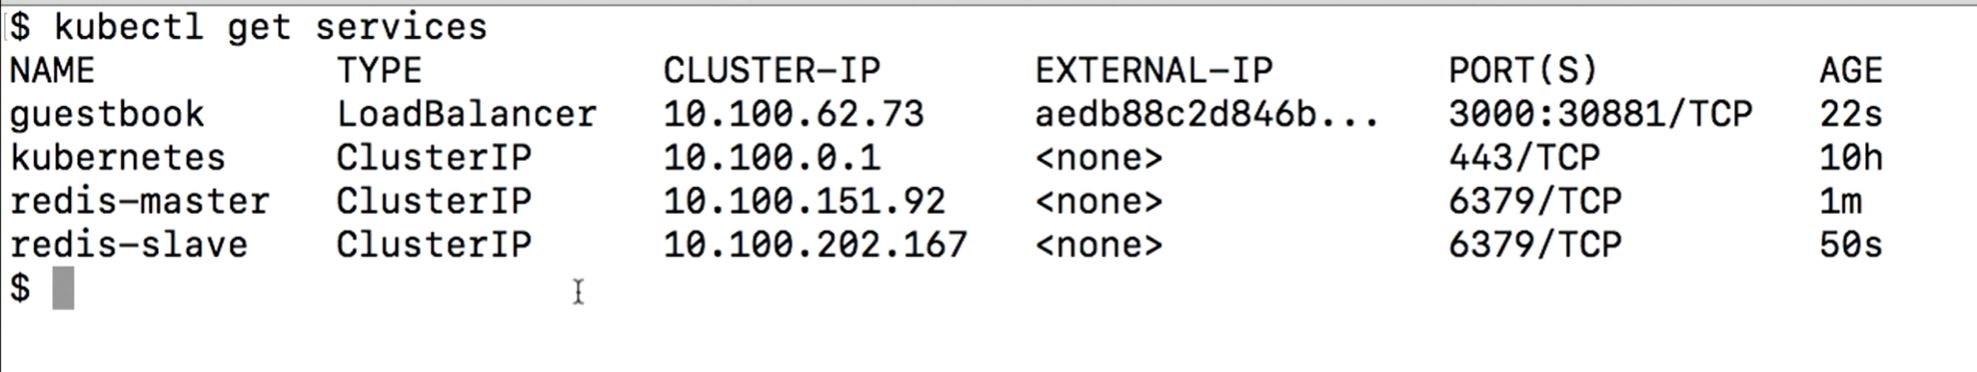 $ kubectl get services
NAME TYPE CLUSTER-IP EXTERNAL-IP PORT(S) AGE
guestbook LoadBalancer 10.100.62.73 aedb88c2d846b... 3000:30881/TCP 22s
kubernetes ClusterIP 10.100.0.1 <none> 443/TCP 10h
redis-master ClusterIP 10.100.151.92 <none> 6379/TCP 1m
redis-slave ClusterIP 10.100.202.167 <none> 6379/TCP 50s
$